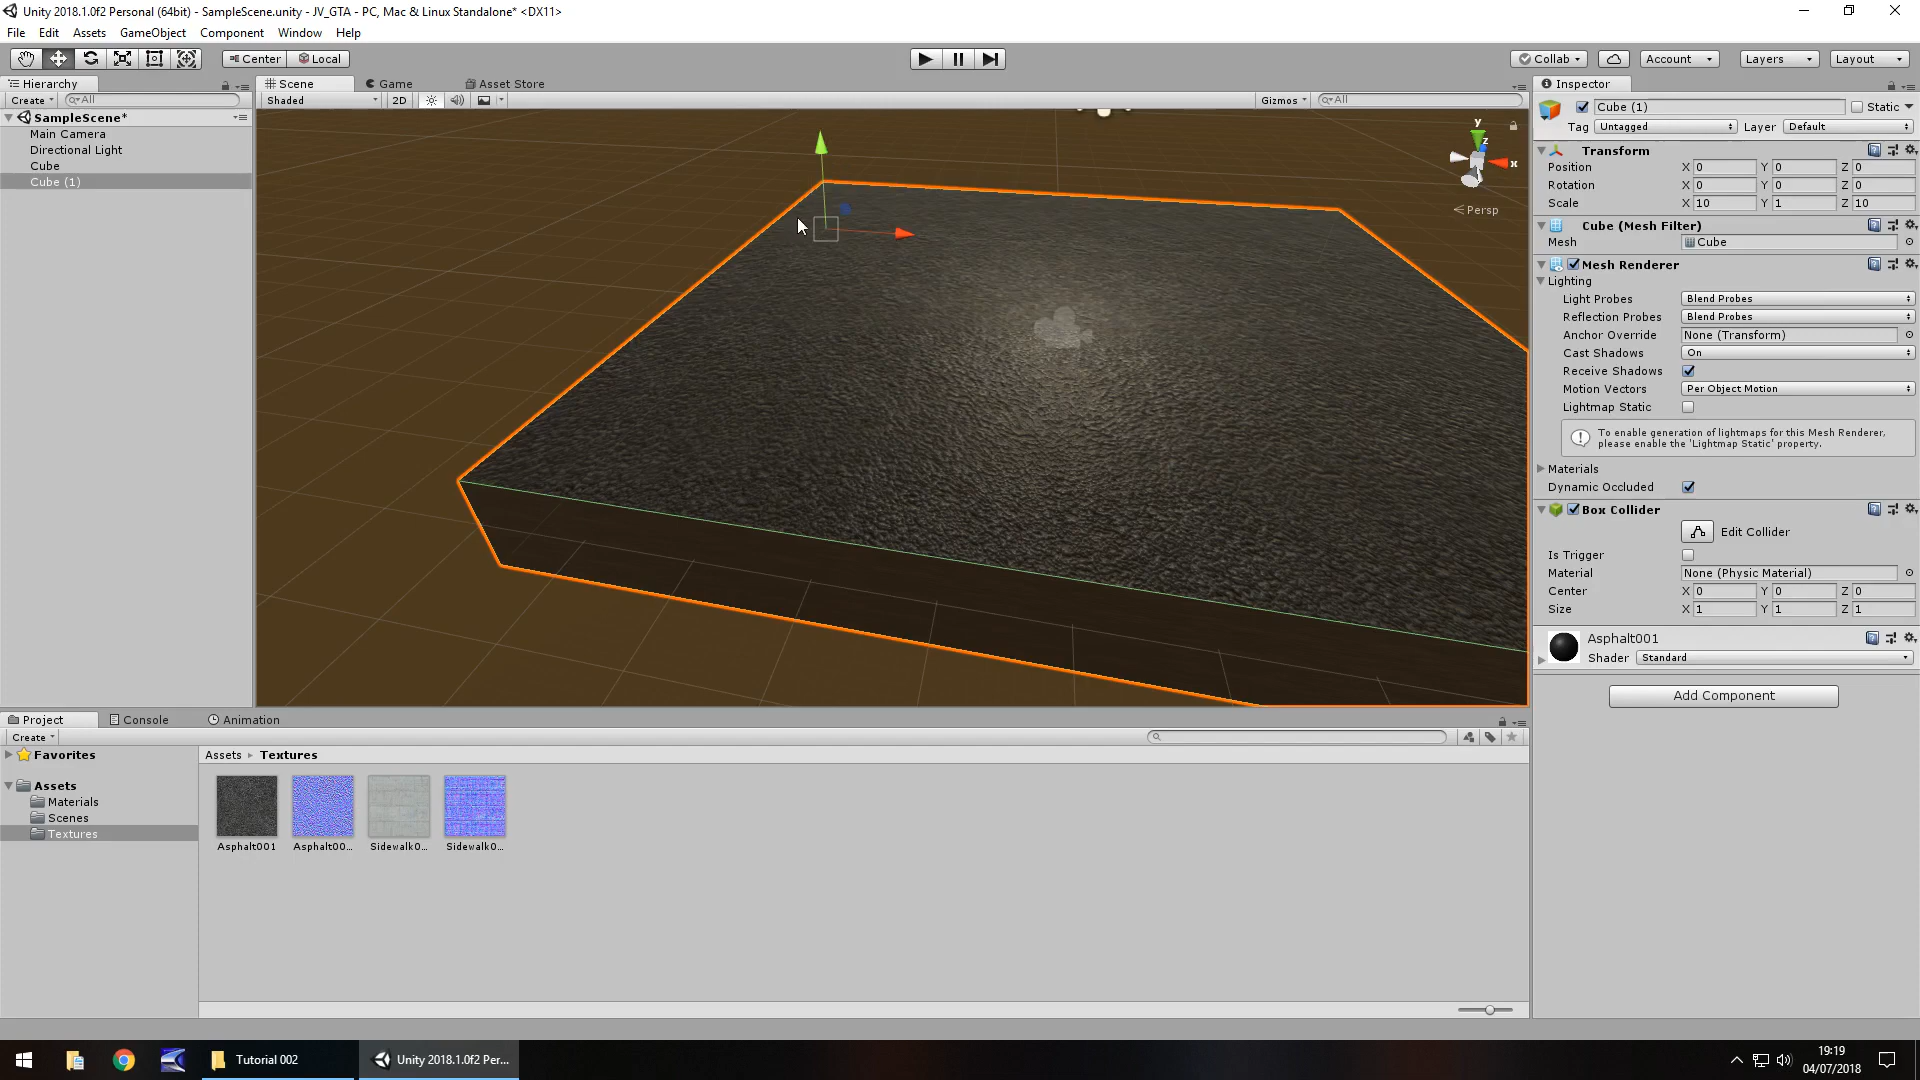 Unity 2018.1.0f2 Personal (64bit) - SampleScene.unity - JV_GTA - PC, Mac & Linux Standalone* <DX11>
File Edit Assets GameObject Component Window Help
Center Local Collab Account Layers Layout
Hierarchy
Create All
SampleScene*
Main Camera
Directional Light
Cube
Cube (1)
Scene Game Asset Store
Shaded 2D Gizmos All
y
z
x
Persp
Inspector
Cube (1) Static
Tag Untagged Layer Default
Transform
Position X 0 Y 0 Z 0
Rotation X 0 Y 0 Z 0
Scale X 10 Y 1 Z 10
Cube (Mesh Filter)
Mesh Cube
Mesh Renderer
Lighting
Light Probes Blend Probes
Reflection Probes Blend Probes
Anchor Override None (Transform)
Cast Shadows On
Receive Shadows
Motion Vectors Per Object Motion
Lightmap Static
To enable generation of lightmaps for this Mesh Renderer,
please enable the 'Lightmap Static' property.
Materials
Dynamic Occluded
Box Collider
Edit Collider
Is Trigger
Material None (Physic Material)
Center X 0 Y 0 Z 0
Size X 1 Y 1 Z 1
Asphalt001
Shader Standard
Add Component
Project Console Animation
Create
Favorites
Assets
Materials
Scenes
Textures
Assets Textures
Asphalt001 Asphalt00... Sidewalk0... Sidewalk0...
Tutorial 002 Unity 2018.1.0f2 Per...
19:19
04/07/2018